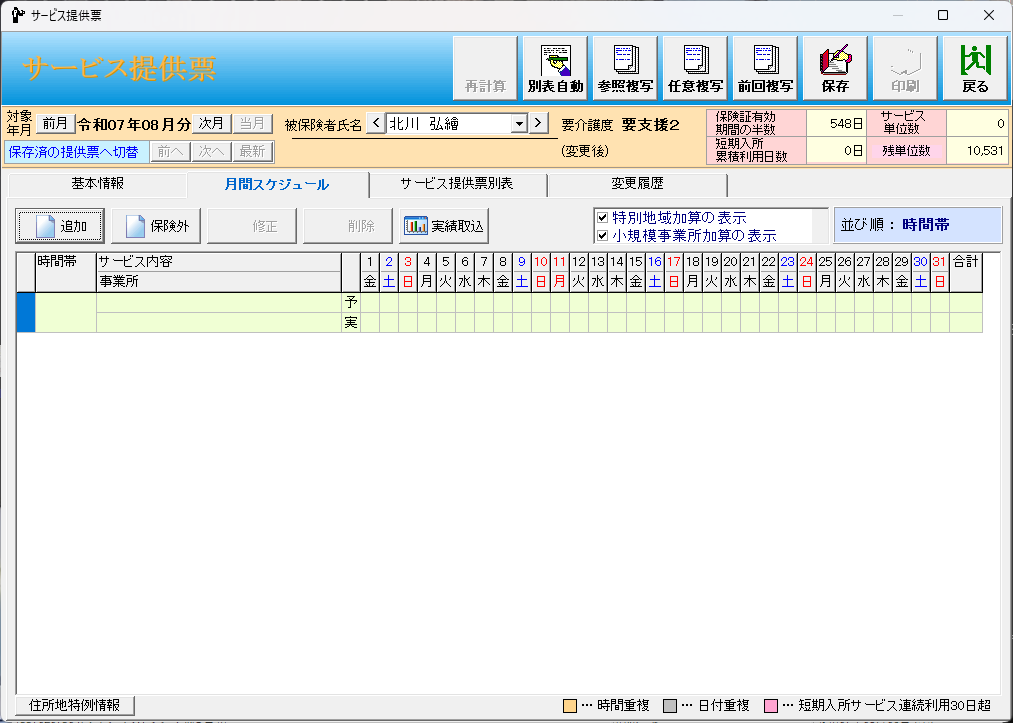 サービス提供票
サービス提供票
再計算 別表自動 参照複写 任意複写 前回複写 保存 印刷 戻る
対象年月 前月 令和07年08月分 次月 当月 被保険者氏名 < 北川 弘繪 > 要介護度 要支援2
保険証有効期間の半数 548日 サービス単位数 0
保存済の提供票へ切替 前へ 次へ 最新 (変更後)
短期入所累積利用日数 0日 残単位数 10,531
基本情報 月間スケジュール サービス提供票別表 変更履歴
追加 保険外 修正 削除 実績取込
特別地域加算の表示
小規模事業所加算の表示
並び順：時間帯
時間帯 サービス内容 1 2 3 4 5 6 7 8 9 10 11 12 13 14 15 16 17 18 19 20 21 22 23 24 25 26 27 28 29 30 31 合計
事業所 金 土 日 月 火 水 木 金 土 日 月 火 水 木 金 土 日 月 火 水 木 金 土 日 月 火 水 木 金 土 日
予
実
住所地特例情報
… 時間重複 … 日付重複 … 短期入所サービス連続利用30日超